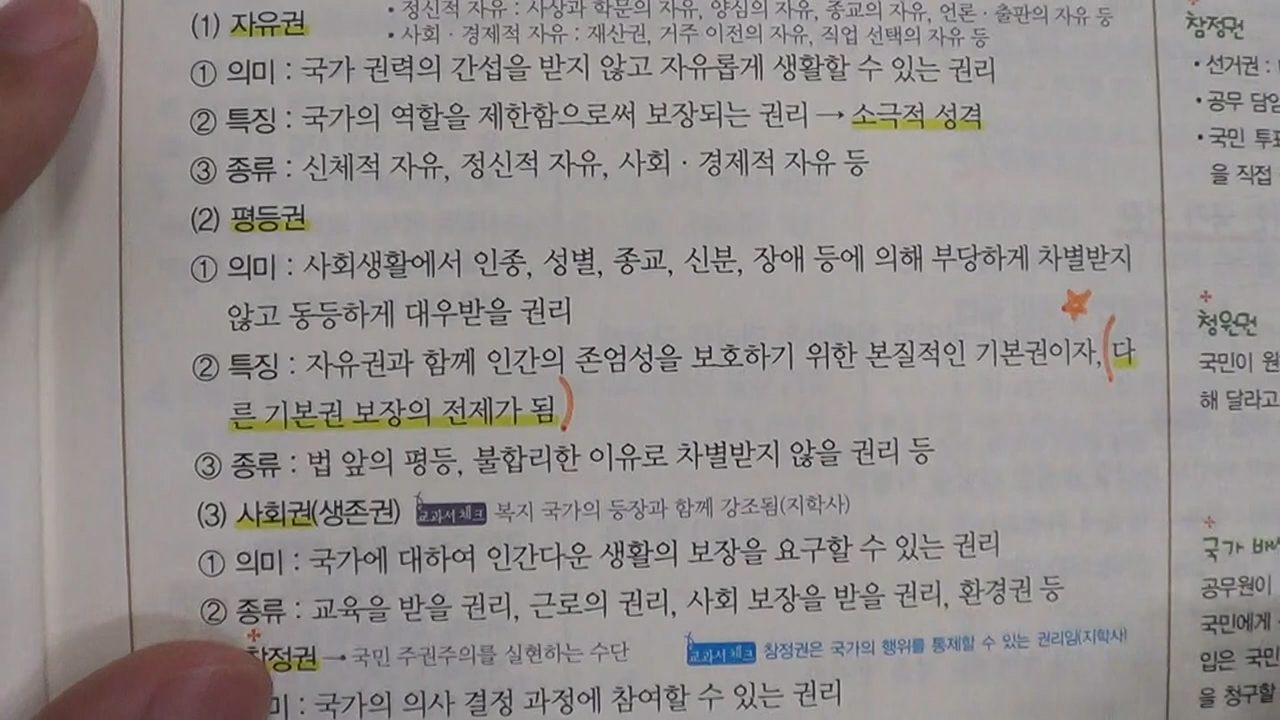 (1) 자유권
• 정신적 자유 : 사상과 학문의 자유, 양심의 자유, 종교의 자유, 언론 · 출판의 자유 등
• 사회 · 경제적 자유 : 재산권, 거주 이전의 자유, 직업 선택의 자유 등
① 의미 : 국가 권력의 간섭을 받지 않고 자유롭게 생활할 수 있는 권리
② 특징 : 국가의 역할을 제한함으로써 보장되는 권리 → 소극적 성격
③ 종류 : 신체적 자유, 정신적 자유, 사회 · 경제적 자유 등
(2) 평등권
① 의미 : 사회생활에서 인종, 성별, 종교, 신분, 장애 등에 의해 부당하게 차별받지
않고 동등하게 대우받을 권리
② 특징 : 자유권과 함께 인간의 존엄성을 보호하기 위한 본질적인 기본권이자, 다
른 기본권 보장의 전제가 됨
③ 종류 : 법 앞의 평등, 불합리한 이유로 차별받지 않을 권리 등
(3) 사회권(생존권) 교과서 체크 복지 국가의 등장과 함께 강조됨(지학사)
① 의미 : 국가에 대하여 인간다운 생활의 보장을 요구할 수 있는 권리
② 종류 : 교육을 받을 권리, 근로의 권리, 사회 보장을 받을 권리, 환경권 등
참정권 → 국민 주권주의를 실현하는 수단 교과서 체크 참정권은 국가의 행위를 통제할 수 있는 권리임(지학사)
미 : 국가의 의사 결정 과정에 참여할 수 있는 권리
참정권
• 선거권 :
• 공무 담임
• 국민 투표
을 직접
청원권
국민이 원
해 달라고
국가 배
공무원이
국민에게
입은 국민
을 청구할